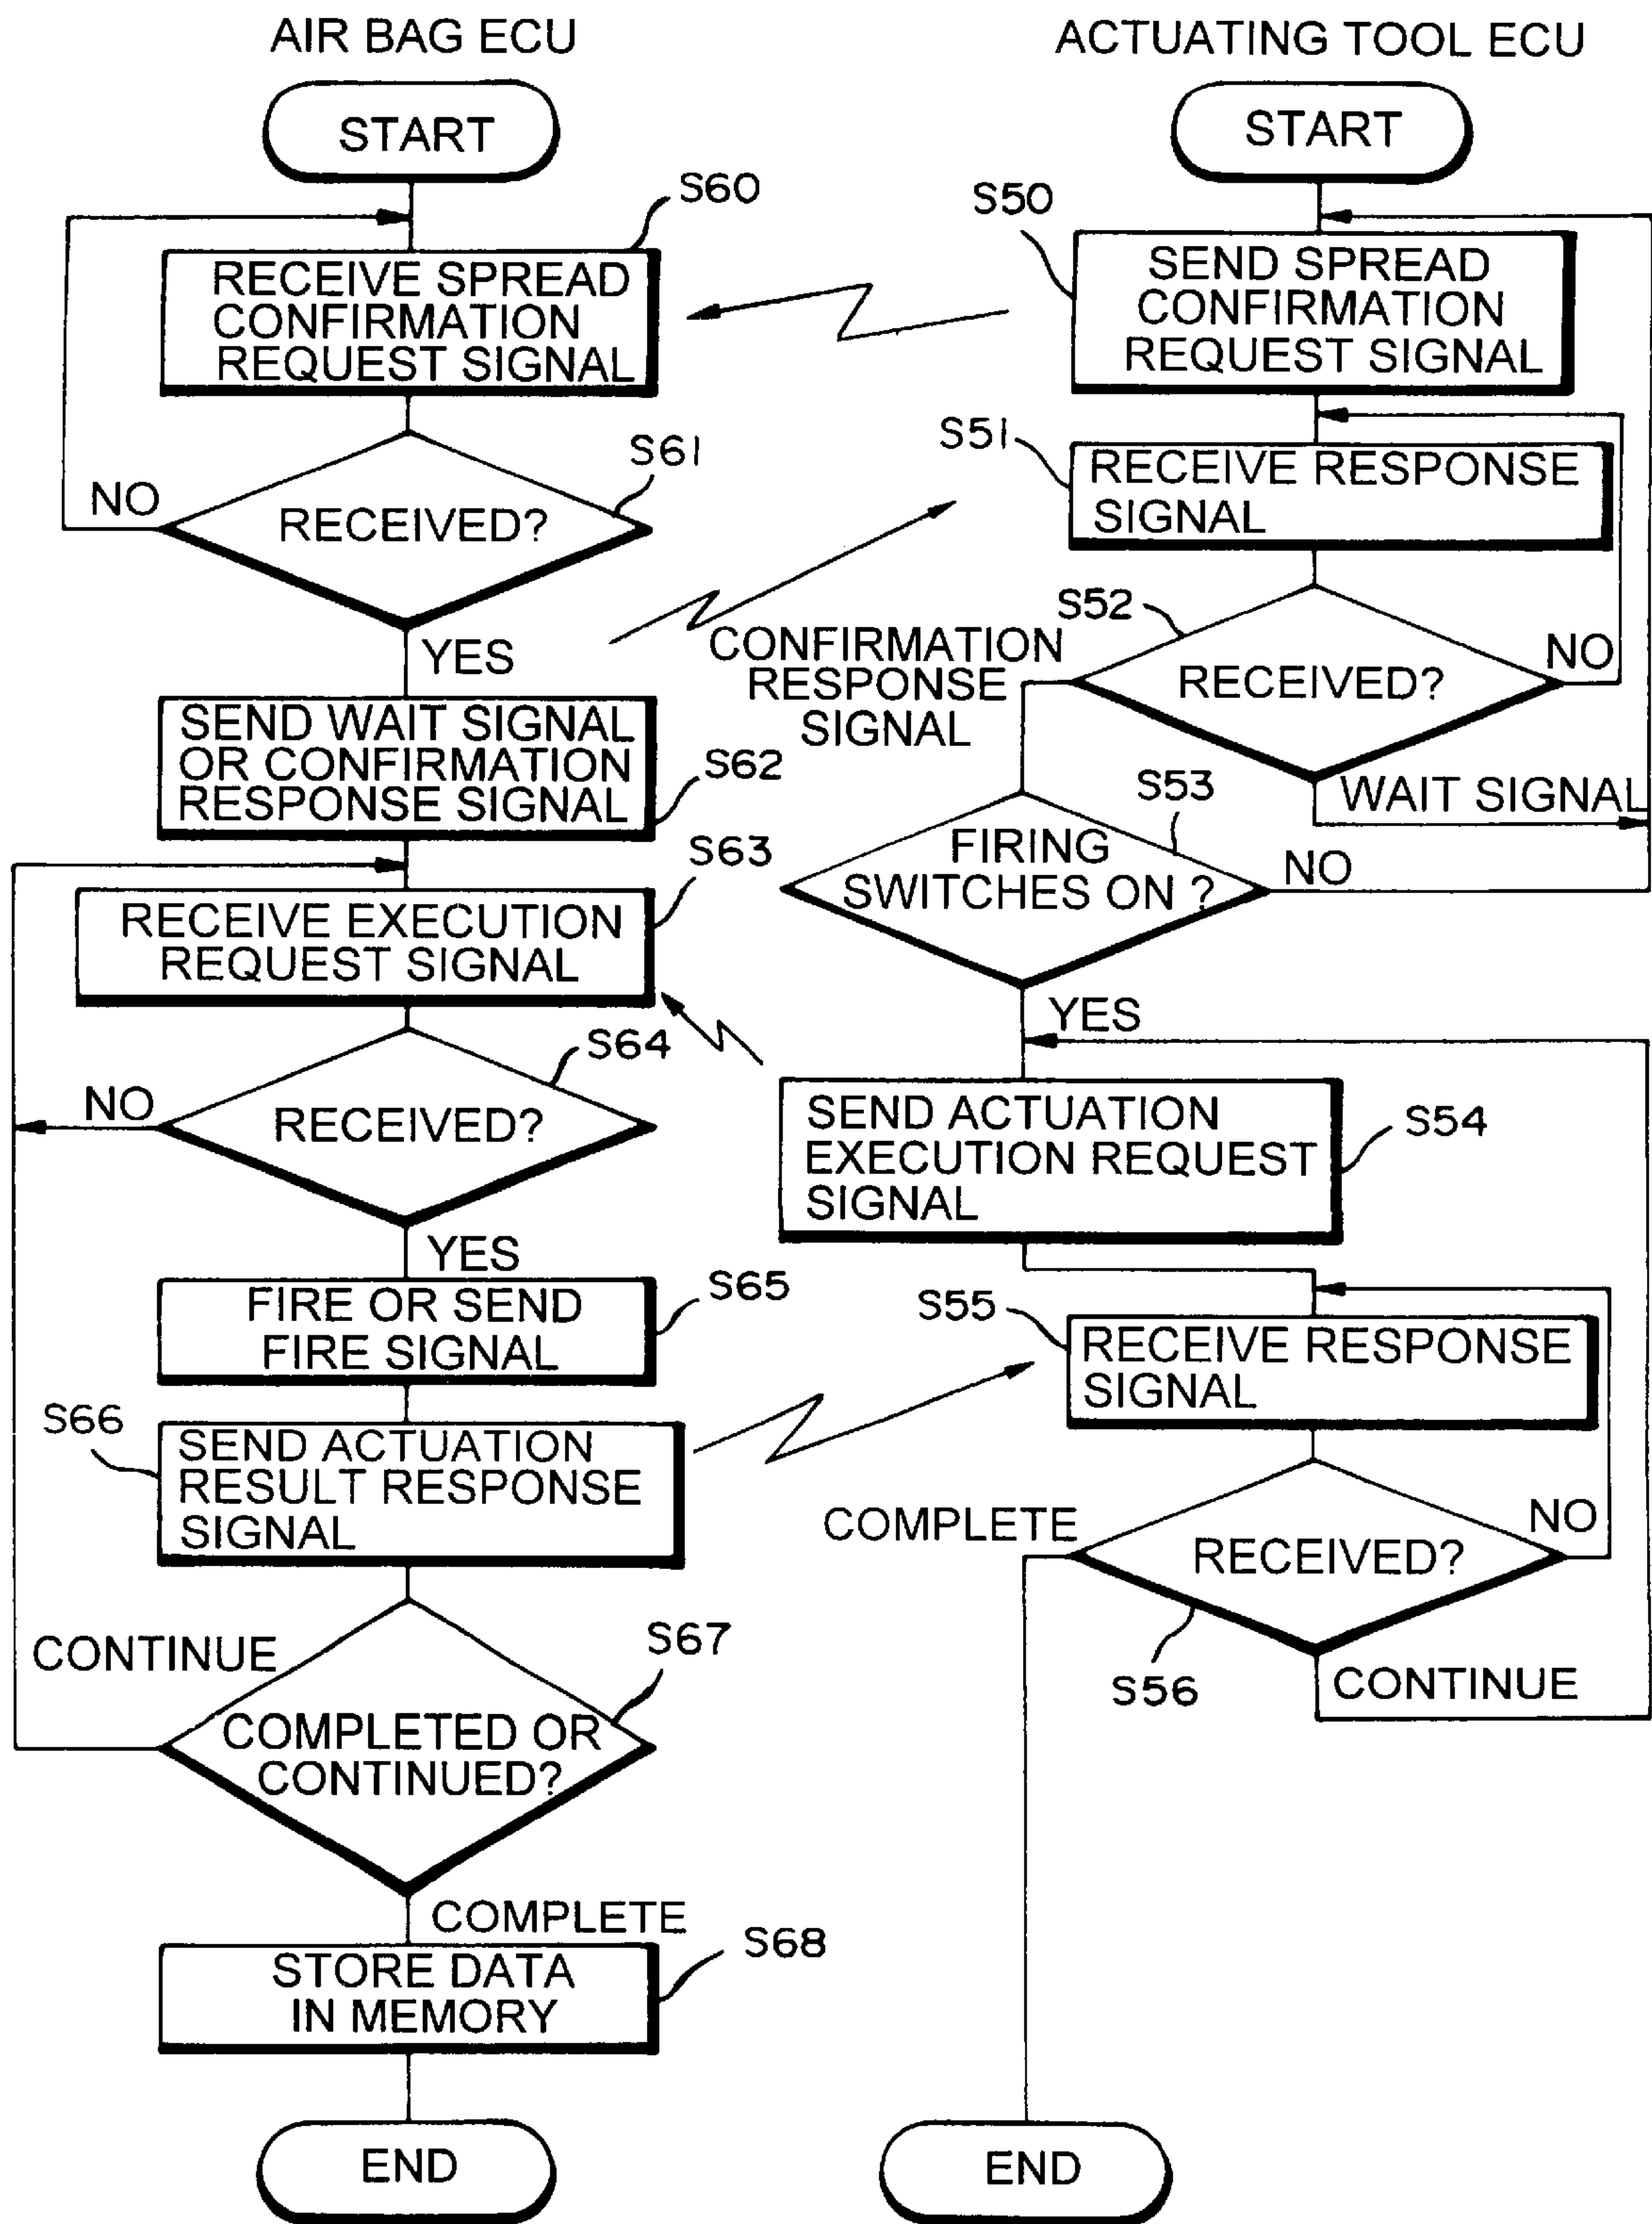 AIR BAG ECU
START
S60
RECEIVE SPREAD
CONFIRMATION
REQUEST SIGNAL
S61
NO
RECEIVED?
YES
SEND WAIT SIGNAL
OR CONFIRMATION
RESPONSE SIGNAL
S62
S63
RECEIVE EXECUTION
REQUEST SIGNAL
S64
NO
RECEIVED?
YES
S65
FIRE OR SEND
FIRE SIGNAL
S66
SEND ACTUATION
RESULT RESPONSE
SIGNAL
S67
CONTINUE
COMPLETED OR
CONTINUED?
COMPLETE
S68
STORE DATA
IN MEMORY
END
ACTUATING TOOL ECU
START
S50
SEND SPREAD
CONFIRMATION
REQUEST SIGNAL
S51
RECEIVE RESPONSE
SIGNAL
S52
CONFIRMATION
RESPONSE
SIGNAL
RECEIVED?
NO
WAIT SIGNAL
S53
FIRING
SWITCHES ON ?
NO
YES
SEND ACTUATION
EXECUTION REQUEST
SIGNAL
S54
S55
RECEIVE RESPONSE
SIGNAL
COMPLETE
RECEIVED?
NO
S56
CONTINUE
END